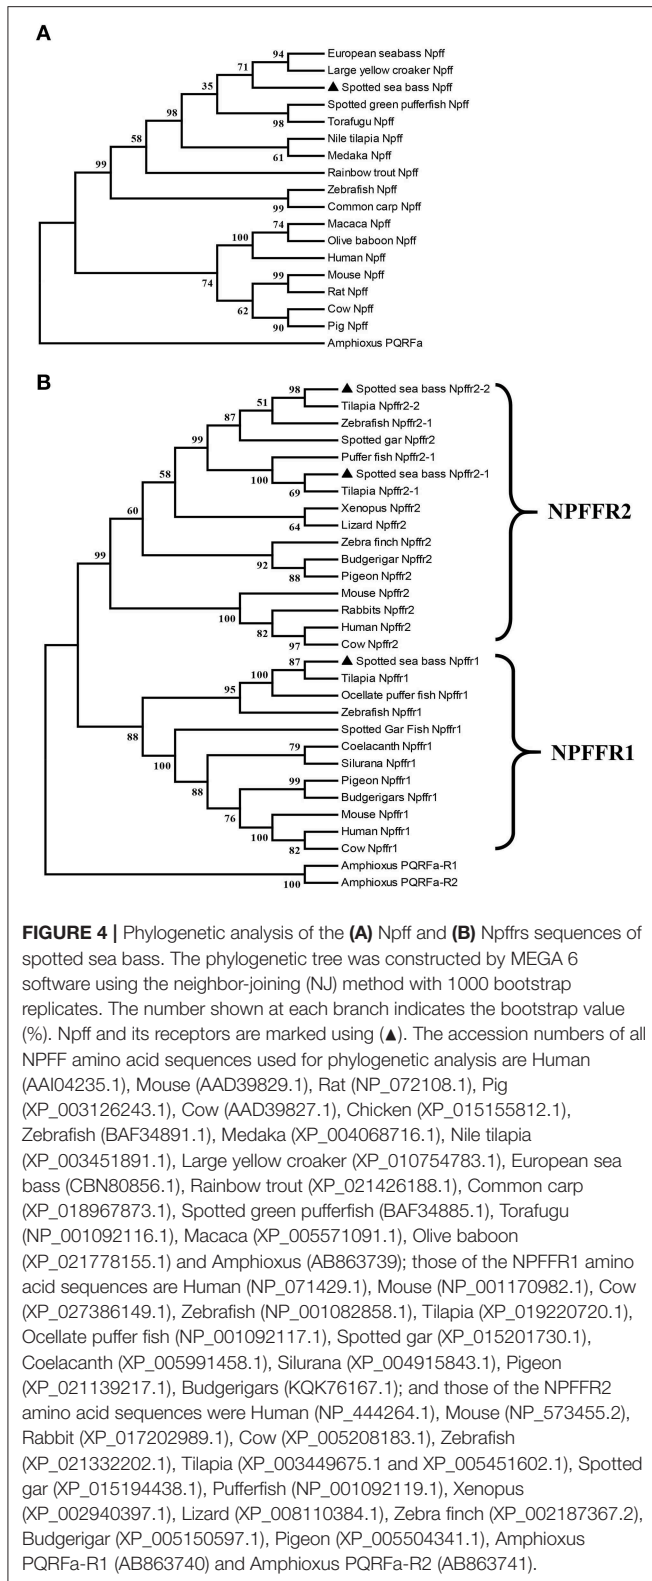 A
94
European seabass Npff
71
Large yellow croaker Npff
35
▲ Spotted sea bass Npff
98
Spotted green pufferfish Npff
98
Torafugu Npff
58
Nile tilapia Npff
61
Medaka Npff
99
Rainbow trout Npff
Zebrafish Npff
99
Common carp Npff
74
Macaca Npff
100
Olive baboon Npff
Human Npff
74
99
Mouse Npff
62
Rat Npff
Cow Npff
90
Pig Npff
Amphioxus PQRFa
B
98
▲ Spotted sea bass Npffr2-2
51
Tilapia Npffr2-2
87
Zebrafish Npffr2-1
99
Spotted gar Npffr2
Puffer fish Npffr2-1
58
100
▲ Spotted sea bass Npffr2-1
69
Tilapia Npffr2-1
60
Xenopus Npffr2
64
Lizard Npffr2
99
Zebra finch Npffr2
92
Budgerigar Npffr2
88
Pigeon Npffr2
Mouse Npffr2
100
Rabbits Npffr2
82
Human Npffr2
97
Cow Npffr2
NPFFR2
87
▲ Spotted sea bass Npffr1
100
Tilapia Npffr1
95
Ocellate puffer fish Npffr1
Zebrafish Npffr1
88
Spotted Gar Fish Npffr1
100
79
Coelacanth Npffr1
88
Silurana Npffr1
99
Pigeon Npffr1
76
Budgerigars Npffr1
Mouse Npffr1
100
Human Npffr1
82
Cow Npffr1
NPFFR1
Amphioxus PQRFa-R1
100
Amphioxus PQRFa-R2
FIGURE 4 | Phylogenetic analysis of the (A) Npff and (B) Npffrs sequences of
spotted sea bass. The phylogenetic tree was constructed by MEGA 6
software using the neighbor-joining (NJ) method with 1000 bootstrap
replicates. The number shown at each branch indicates the bootstrap value
(%). Npff and its receptors are marked using (▲). The accession numbers of all
NPFF amino acid sequences used for phylogenetic analysis are Human
(AAI04235.1), Mouse (AAD39829.1), Rat (NP_072108.1), Pig
(XP_003126243.1), Cow (AAD39827.1), Chicken (XP_015155812.1),
Zebrafish (BAF34891.1), Medaka (XP_004068716.1), Nile tilapia
(XP_003451891.1), Large yellow croaker (XP_010754783.1), European sea
bass (CBN80856.1), Rainbow trout (XP_021426188.1), Common carp
(XP_018967873.1), Spotted green pufferfish (BAF34885.1), Torafugu
(NP_001092116.1), Macaca (XP_005571091.1), Olive baboon
(XP_021778155.1) and Amphioxus (AB863739); those of the NPFFR1 amino
acid sequences are Human (NP_071429.1), Mouse (NP_001170982.1), Cow
(XP_027386149.1), Zebrafish (NP_001082858.1), Tilapia (XP_019220720.1),
Ocellate puffer fish (NP_001092117.1), Spotted gar (XP_015201730.1),
Coelacanth (XP_005991458.1), Silurana (XP_004915843.1), Pigeon
(XP_021139217.1), Budgerigars (KQK76167.1); and those of the NPFFR2
amino acid sequences were Human (NP_444264.1), Mouse (NP_573455.2),
Rabbit (XP_017202989.1), Cow (XP_005208183.1), Zebrafish
(XP_021332202.1), Tilapia (XP_003449675.1 and XP_005451602.1), Spotted
gar (XP_015194438.1), Pufferfish (NP_001092119.1), Xenopus
(XP_002940397.1), Lizard (XP_008110384.1), Zebra finch (XP_002187367.2),
Budgerigar (XP_005150597.1), Pigeon (XP_005504341.1), Amphioxus
PQRFa-R1 (AB863740) and Amphioxus PQRFa-R2 (AB863741).